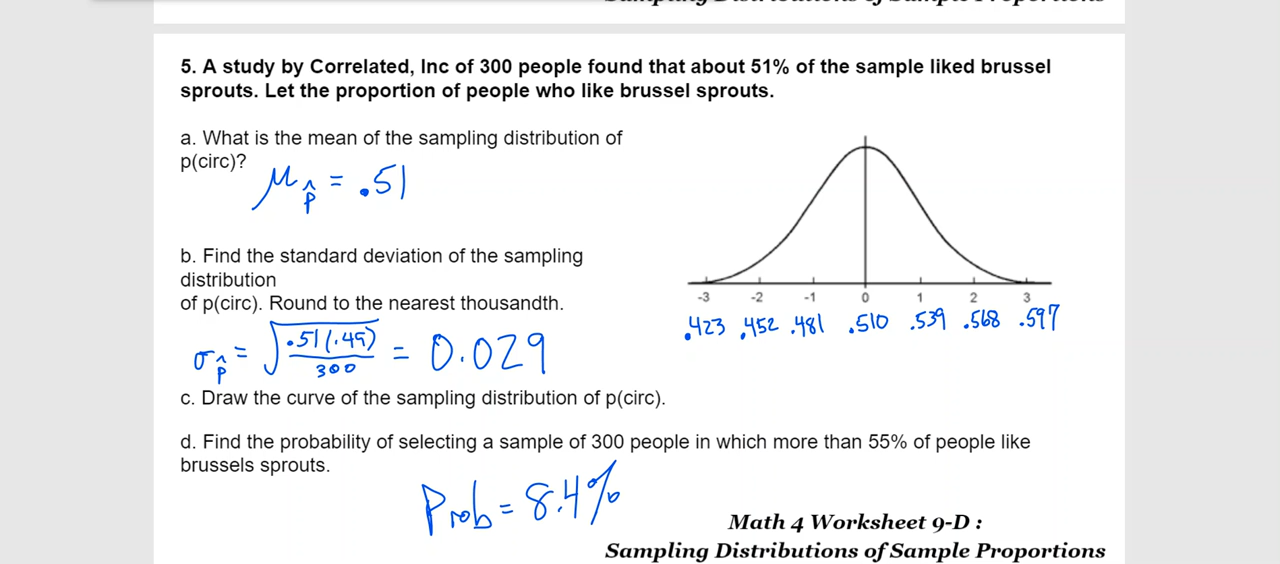 Sampling Distributions of Sample Proportions
5. A study by Correlated, Inc of 300 people found that about 51% of the sample liked brussel
sprouts. Let the proportion of people who like brussel sprouts.
a. What is the mean of the sampling distribution of
p(circ)?
μp̂ = .51
b. Find the standard deviation of the sampling
distribution
of p(circ). Round to the nearest thousandth.
σp̂ = √.51(.49)/300 = 0.029
-3 -2 -1 0 1 2 3
.423 .452 .481 .510 .539 .568 .597
c. Draw the curve of the sampling distribution of p(circ).
d. Find the probability of selecting a sample of 300 people in which more than 55% of people like
brussels sprouts.
Prob = 8.4%
Math 4 Worksheet 9-D :
Sampling Distributions of Sample Proportions